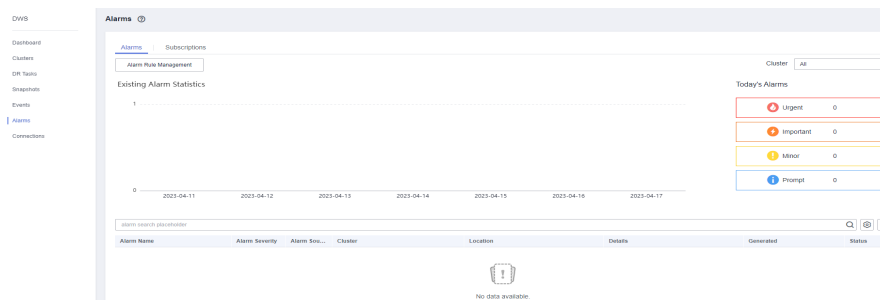 DWS
Dashboard
Clusters
DR Tasks
Snapshots
Events
Alarms
Connections
Alarms
Alarms Subscriptions
Alarm Rule Management
Cluster All
Existing Alarm Statistics
Today's Alarms
1
0
2023-04-11 2023-04-12 2023-04-13 2023-04-14 2023-04-15 2023-04-16 2023-04-17
Urgent 0
Important 0
Minor 0
Prompt 0
alarm search placeholder
Alarm Name Alarm Severity Alarm Sou... Cluster Location Details Generated Status
No data available.